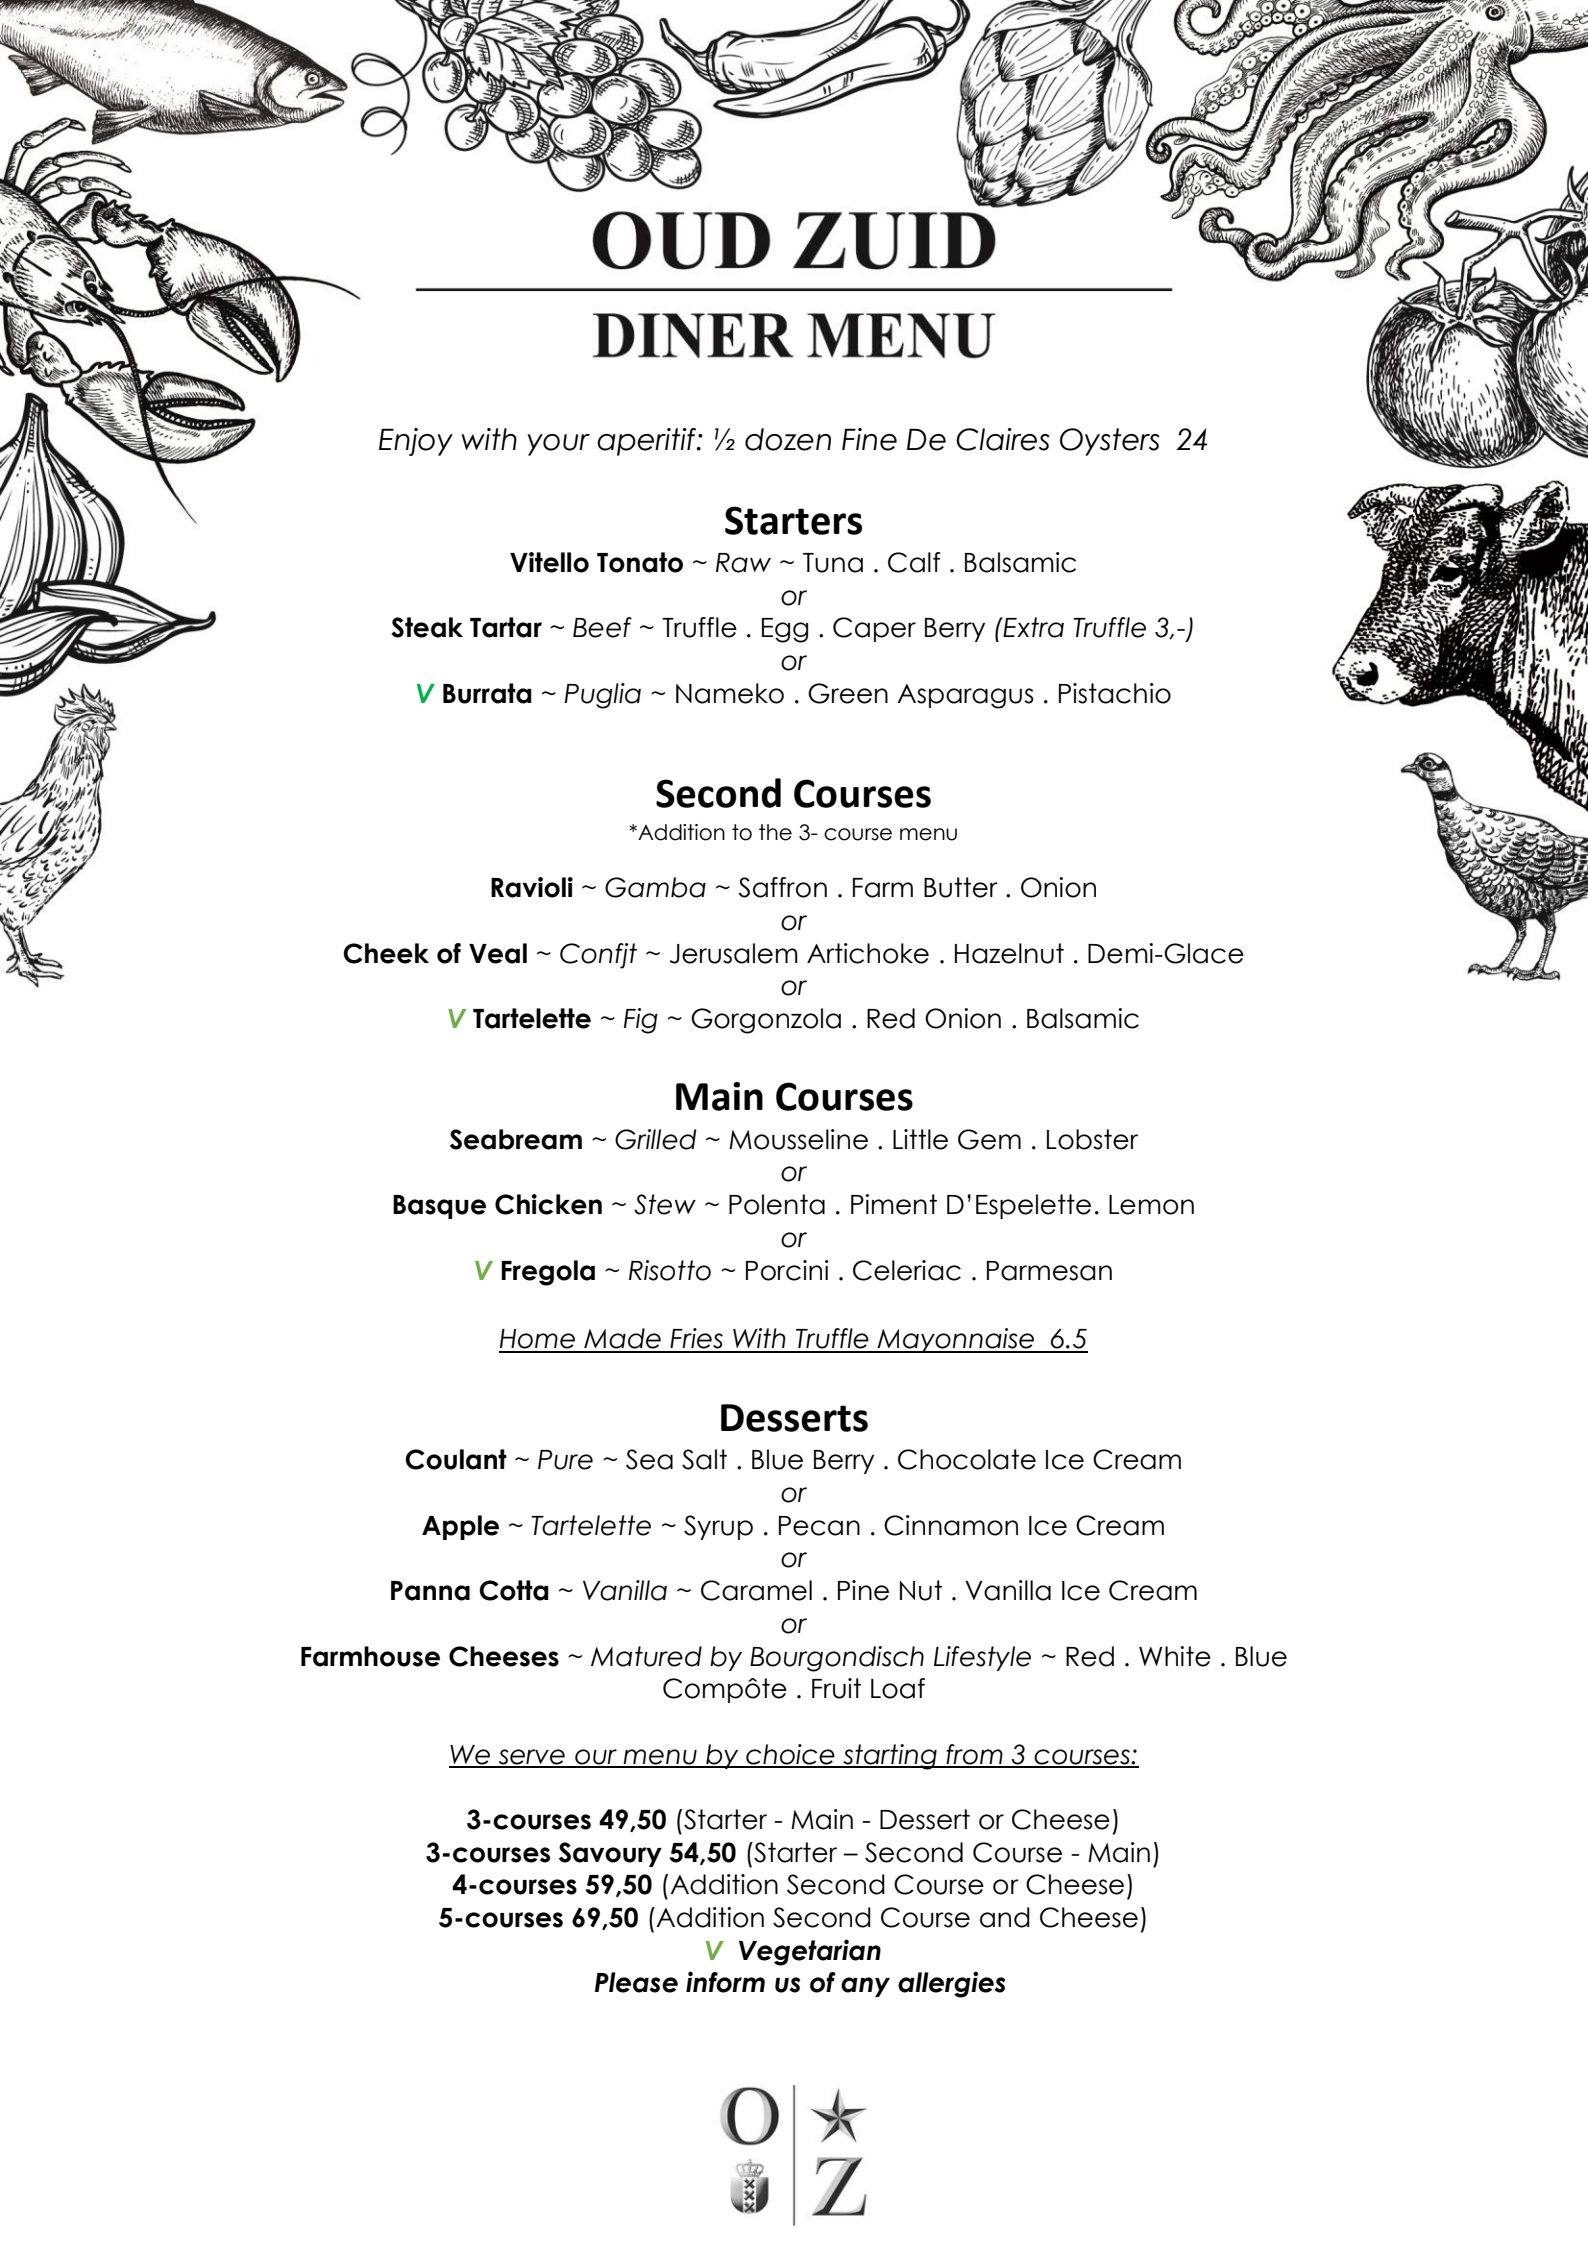 OUD ZUID
DINER MENU
Enjoy with your aperitif: ½ dozen Fine De Claires Oysters 24
Starters
Vitello Tonato ~ Raw ~ Tuna . Calf . Balsamic
or
Steak Tartar ~ Beef ~ Truffle . Egg . Caper Berry (Extra Truffle 3,-)
or
V Burrata ~ Puglia ~ Nameko . Green Asparagus . Pistachio
Second Courses
*Addition to the 3- course menu
Ravioli ~ Gamba ~ Saffron . Farm Butter . Onion
or
Cheek of Veal ~ Confjt ~ Jerusalem Artichoke . Hazelnut . Demi-Glace
or
V Tartelette ~ Fig ~ Gorgonzola . Red Onion . Balsamic
Main Courses
Seabream ~ Grilled ~ Mousseline . Little Gem . Lobster
or
Basque Chicken ~ Stew ~ Polenta . Piment D’Espelette. Lemon
or
V Fregola ~ Risotto ~ Porcini . Celeriac . Parmesan
Home Made Fries With Truffle Mayonnaise 6.5
Desserts
Coulant ~ Pure ~ Sea Salt . Blue Berry . Chocolate Ice Cream
or
Apple ~ Tartelette ~ Syrup . Pecan . Cinnamon Ice Cream
or
Panna Cotta ~ Vanilla ~ Caramel . Pine Nut . Vanilla Ice Cream
or
Farmhouse Cheeses ~ Matured by Bourgondisch Lifestyle ~ Red . White . Blue
Compôte . Fruit Loaf
We serve our menu by choice starting from 3 courses:
3-courses 49,50 (Starter - Main - Dessert or Cheese)
3-courses Savoury 54,50 (Starter – Second Course - Main)
4-courses 59,50 (Addition Second Course or Cheese)
5-courses 69,50 (Addition Second Course and Cheese)
V Vegetarian
Please inform us of any allergies
O
Z